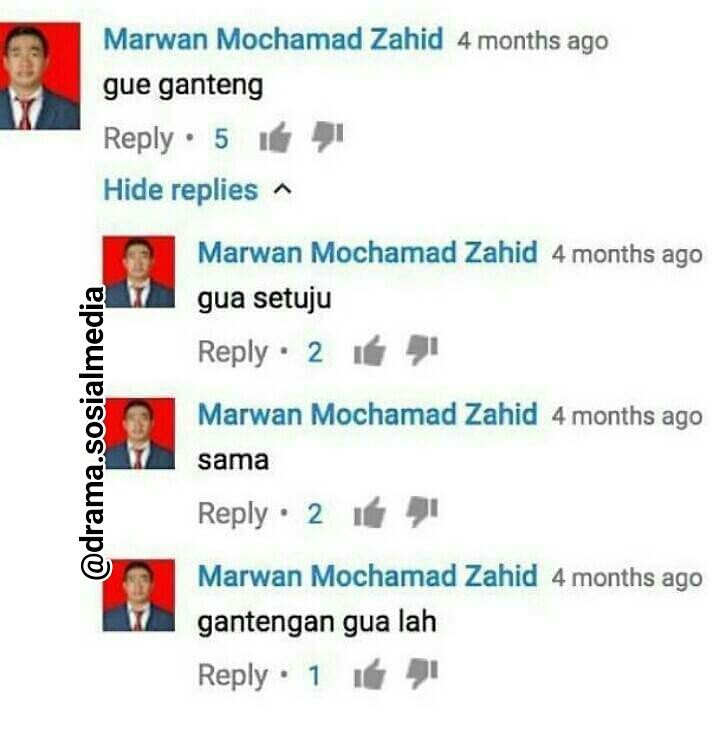 Marwan Mochamad Zahid 4 months ago
gue ganteng
Reply • 5
Hide replies
Marwan Mochamad Zahid 4 months ago
gua setuju
Reply • 2
Marwan Mochamad Zahid 4 months ago
sama
Reply • 2
Marwan Mochamad Zahid 4 months ago
gantengan gua lah
Reply • 1
@drama.sosialmedia